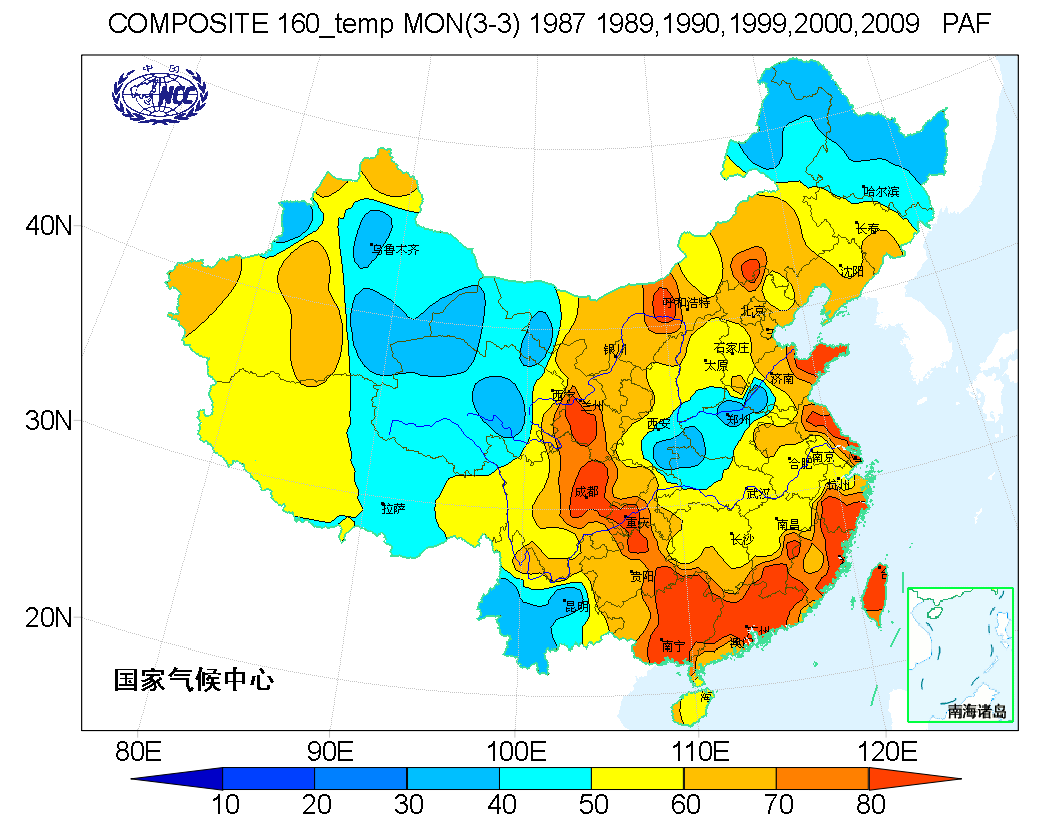 COMPOSITE 160_temp MON(3-3) 1987 1989,1990,1999,2000,2009 PAF
中国
NCC
哈尔滨
长春
沈阳
乌鲁木齐
呼和浩特
北京
银川
石家庄
太原
济南
西宁
兰州
西安
郑州
合肥
南京
成都
武汉
杭州
拉萨
重庆
南昌
长沙
贵阳
昆明
南宁
40N
30N
20N
国家气候中心
南海诸岛
80E
90E
100E
110E
120E
10
20
30
40
50
60
70
80